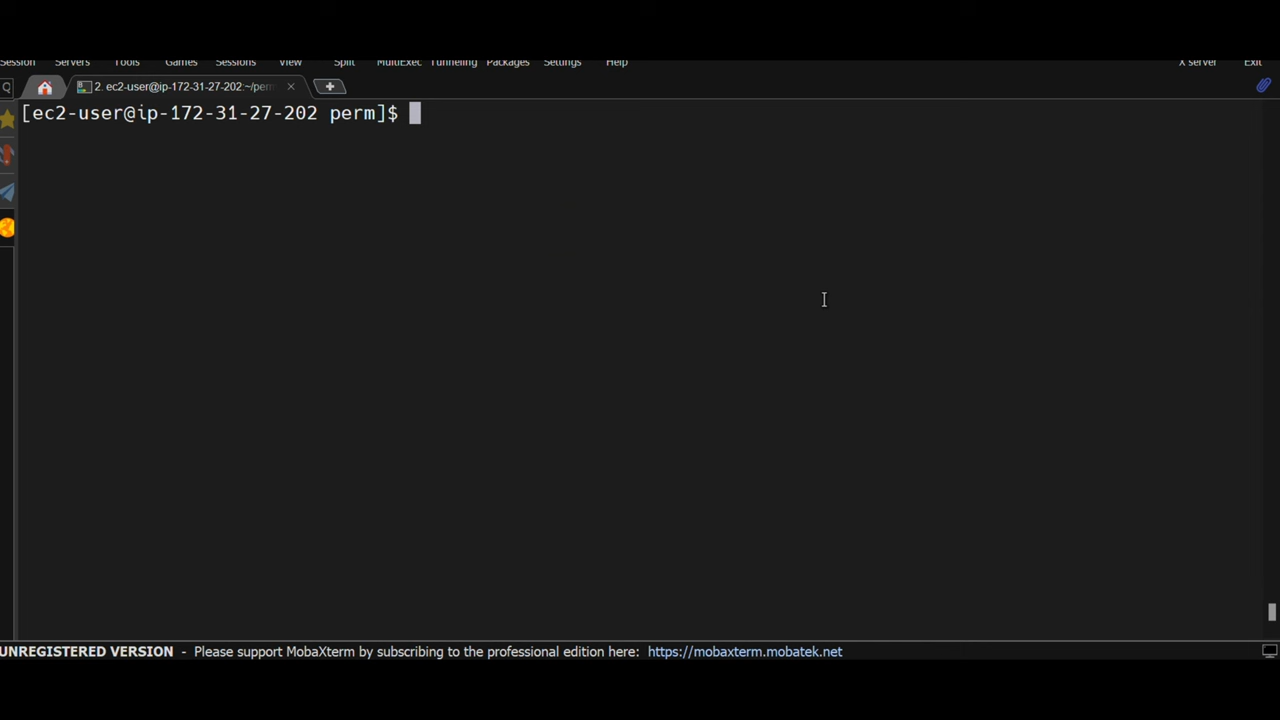 Session Servers Tools Games Sessions View Split MultiExec Tunneling Packages Settings Help X server Exit
2. ec2-user@ip-172-31-27-202:~/perm
[ec2-user@ip-172-31-27-202 perm]$
UNREGISTERED VERSION - Please support MobaXterm by subscribing to the professional edition here: https://mobaxterm.mobatek.net